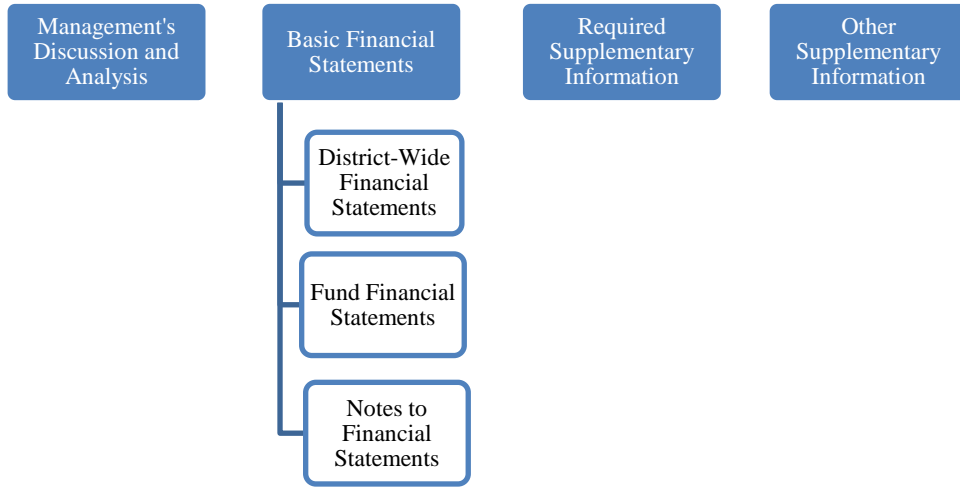 Management's
Discussion and
Analysis
Basic Financial
Statements
Required
Supplementary
Information
Other
Supplementary
Information
District-Wide
Financial
Statements
Fund Financial
Statements
Notes to
Financial
Statements